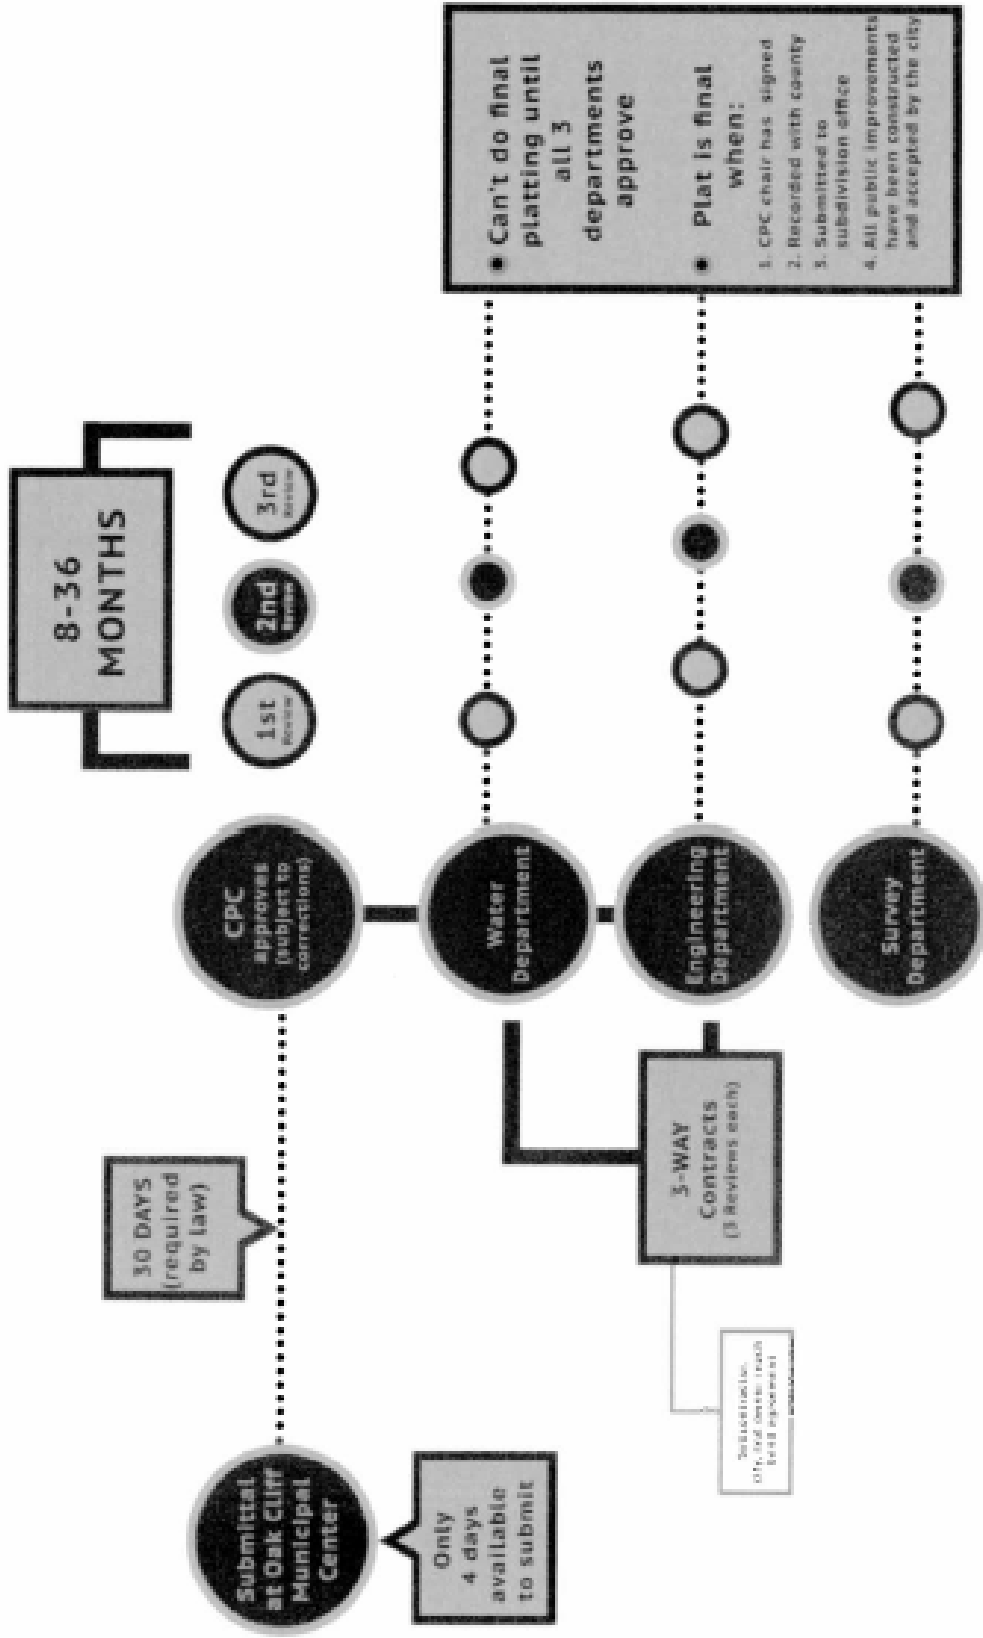 8-36
MONTHS
1st
Review
2nd
Review
3rd
Review
30 DAYS
(required
by law)
Submittal
at Oak Cliff
Municipal
Center
Only
4 days
available
to submit
CPC
approves
(subject to
corrections)
Water
Department
Engineering
Department
Survey
Department
3-WAY
Contracts
(3 Reviews each)
Can't do final
platting until
all 3
departments
approve
Plat is final
when:
1. CPC chair has signed
2. Recorded with county
3. Submitted to
subdivision office
4. All public improvements
have been constructed
and accepted by the city